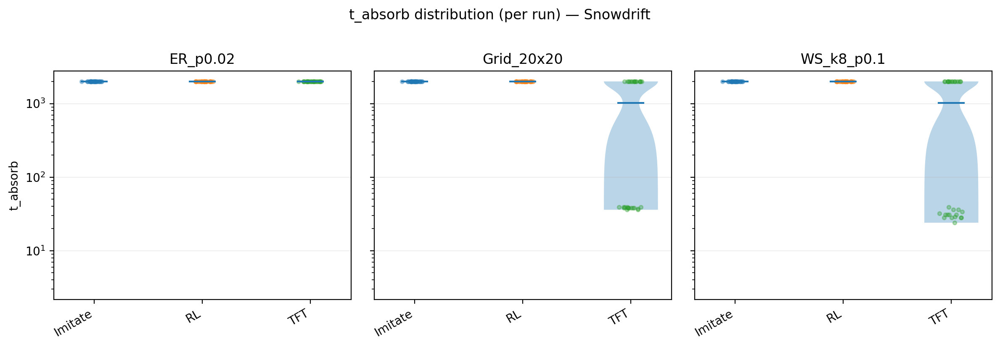 t_absorb distribution (per run) — Snowdrift
ER_p0.02
Grid_20x20
WS_k8_p0.1
t_absorb
10³
10²
10¹
Imitate
RL
TFT
Imitate
RL
TFT
Imitate
RL
TFT